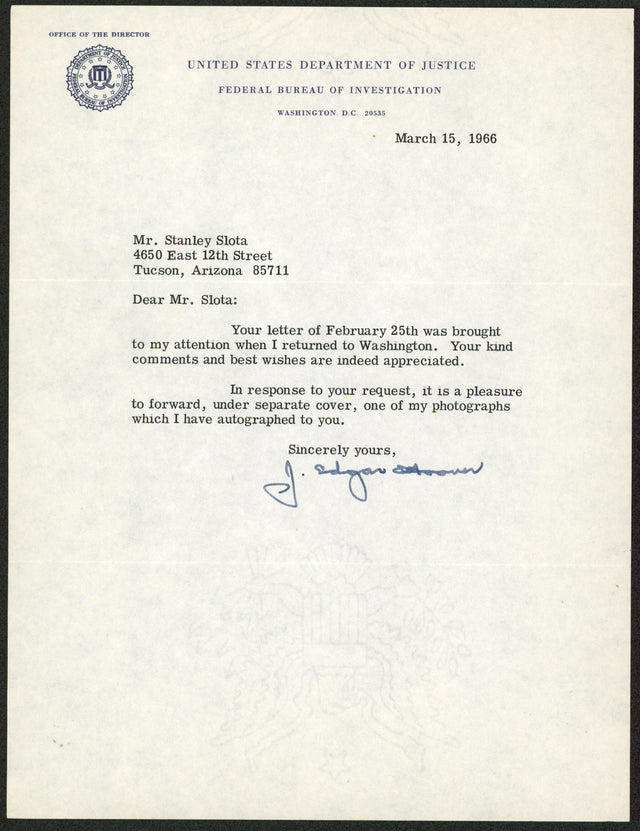 OFFICE OF THE DIRECTOR
UNITED STATES DEPARTMENT OF JUSTICE
FEDERAL BUREAU OF INVESTIGATION
WASHINGTON, D.C. 20535
March 15, 1966
Mr. Stanley Slota
4650 East 12th Street
Tucson, Arizona 85711
Dear Mr. Slota:
Your letter of February 25th was brought
to my attention when I returned to Washington. Your kind
comments and best wishes are indeed appreciated.
In response to your request, it is a pleasure
to forward, under separate cover, one of my photographs
which I have autographed to you.
Sincerely yours,
J. Edgar Hoover